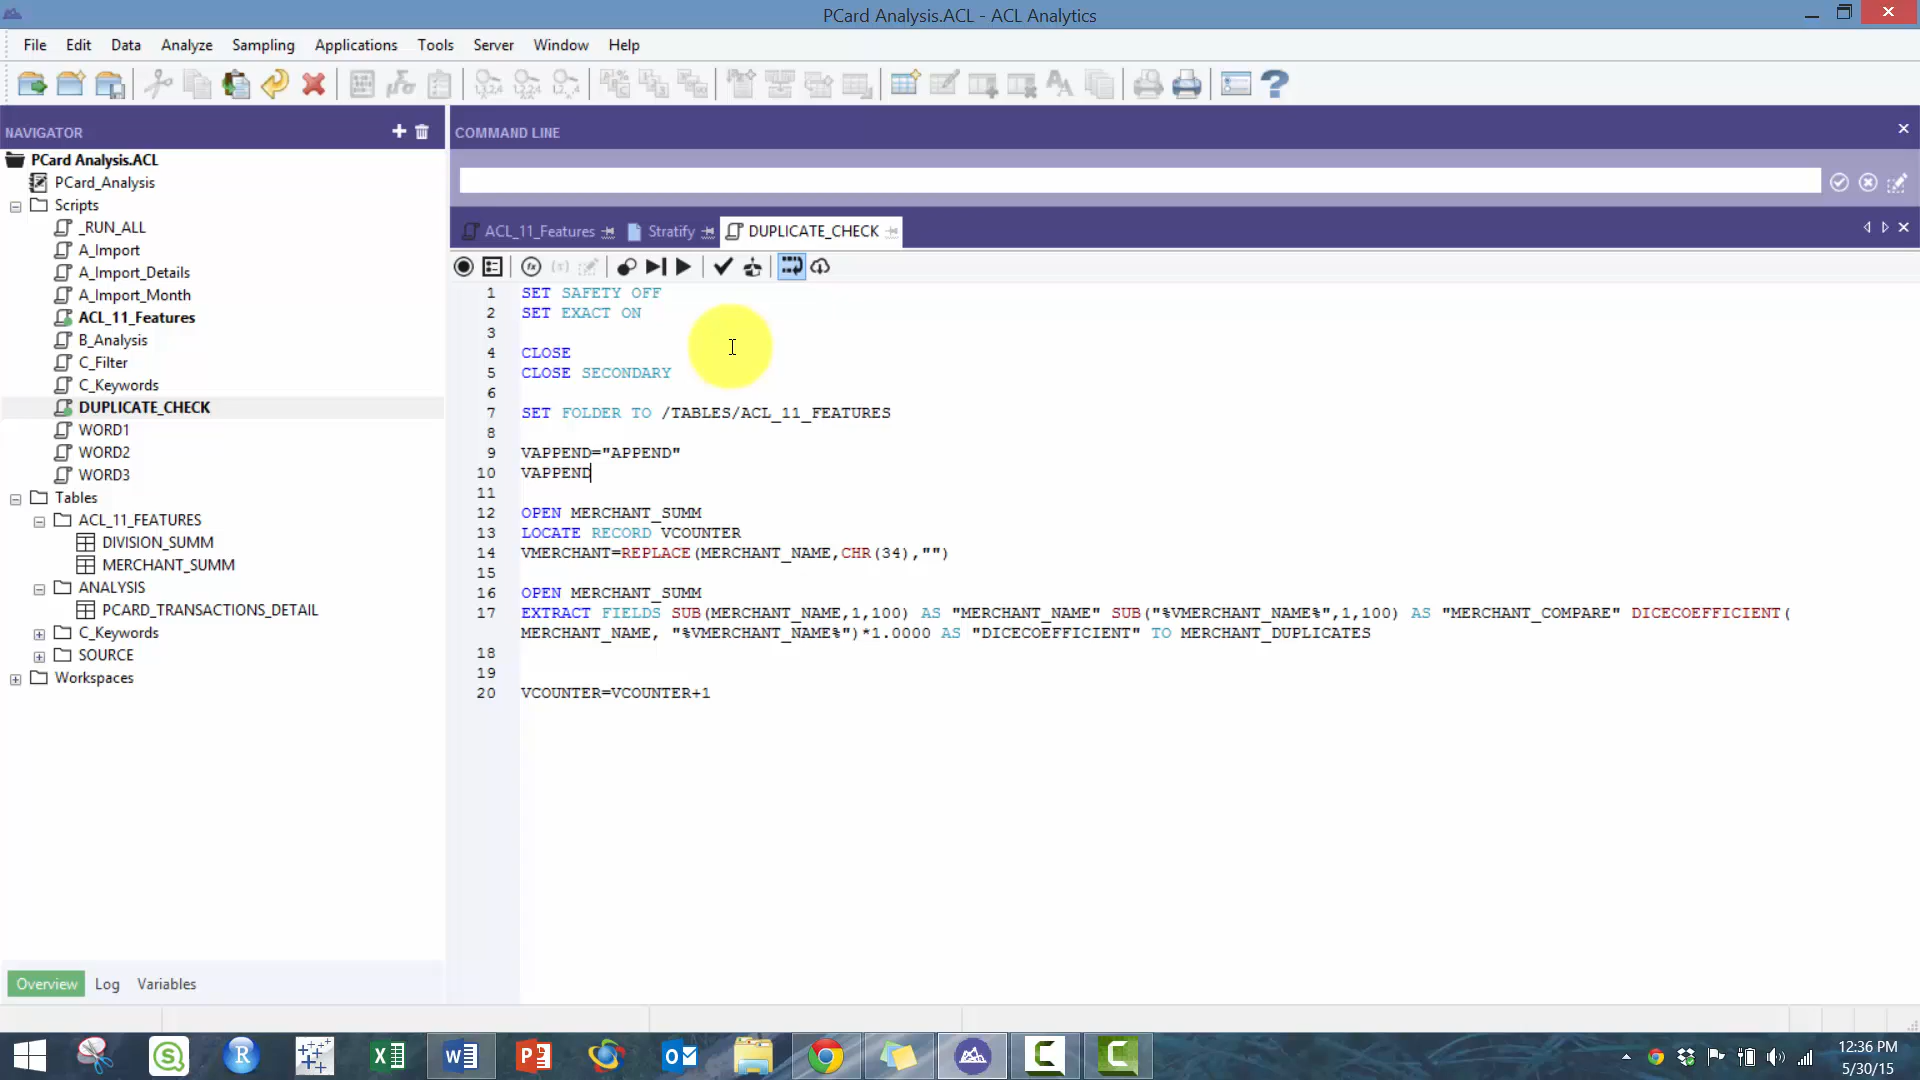 PCard Analysis.ACL - ACL Analytics
File Edit Data Analyze Sampling Applications Tools Server Window Help
NAVIGATOR
PCard Analysis.ACL
PCard_Analysis
Scripts
_RUN_ALL
A_Import
A_Import_Details
A_Import_Month
ACL_11_Features
B_Analysis
C_Filter
C_Keywords
DUPLICATE_CHECK
WORD1
WORD2
WORD3
Tables
ACL_11_FEATURES
DIVISION_SUMM
MERCHANT_SUMM
ANALYSIS
PCARD_TRANSACTIONS_DETAIL
C_Keywords
SOURCE
Workspaces
Overview Log Variables
COMMAND LINE
ACL_11_Features Stratify DUPLICATE_CHECK
1 SET SAFETY OFF
2 SET EXACT ON
3
4 CLOSE
5 CLOSE SECONDARY
6
7 SET FOLDER TO /TABLES/ACL_11_FEATURES
8
9 VAPPEND="APPEND"
10 VAPPEND
11
12 OPEN MERCHANT_SUMM
13 LOCATE RECORD VCOUNTER
14 VMERCHANT=REPLACE(MERCHANT_NAME,CHR(34),"")
15
16 OPEN MERCHANT_SUMM
17 EXTRACT FIELDS SUB(MERCHANT_NAME,1,100) AS "MERCHANT_NAME" SUB("%VMERCHANT_NAME%",1,100) AS "MERCHANT_COMPARE" DICECOEFFICIENT(
MERCHANT_NAME, "%VMERCHANT_NAME%")*1.0000 AS "DICECOEFFICIENT" TO MERCHANT_DUPLICATES
18
19
20 VCOUNTER=VCOUNTER+1
12:36 PM
5/30/15